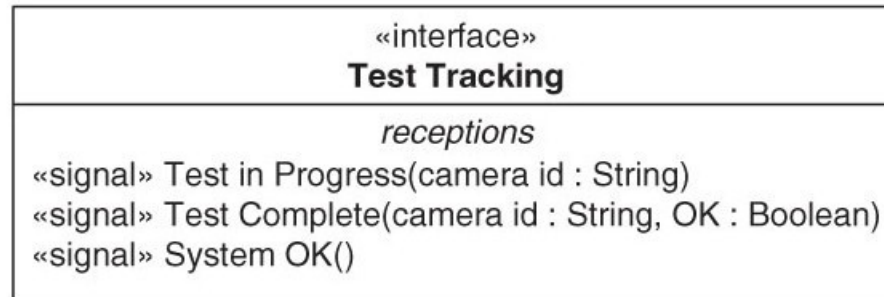 «interface»
Test Tracking
receptions
«signal» Test in Progress(camera id : String)
«signal» Test Complete(camera id : String, OK : Boolean)
«signal» System OK()